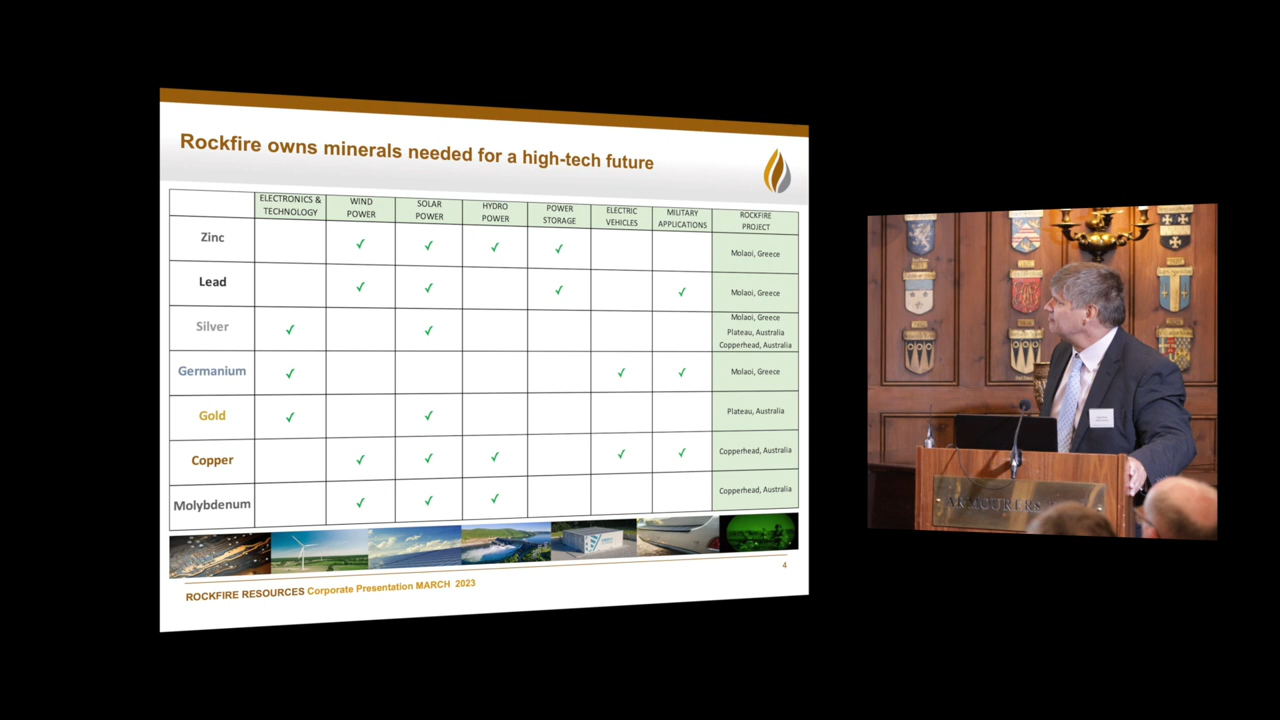 Rockfire owns minerals needed for a high-tech future
ELECTRONICS & TECHNOLOGY
WIND POWER
SOLAR POWER
HYDRO POWER
POWER STORAGE
ELECTRIC VEHICLES
MILITARY APPLICATIONS
ROCKFIRE PROJECT
Zinc ✓ ✓ ✓ ✓ Molaoi, Greece
Lead ✓ ✓ ✓ ✓ Molaoi, Greece
Silver ✓ ✓ Molaoi, Greece
Plateau, Australia
Copperhead, Australia
Germanium ✓ ✓ ✓ Molaoi, Greece
Gold ✓ ✓ Plateau, Australia
Copper ✓ ✓ ✓ ✓ ✓ Copperhead, Australia
Molybdenum ✓ ✓ ✓ Copperhead, Australia
4
ROCKFIRE RESOURCES Corporate Presentation MARCH 2023
ARMOURERS